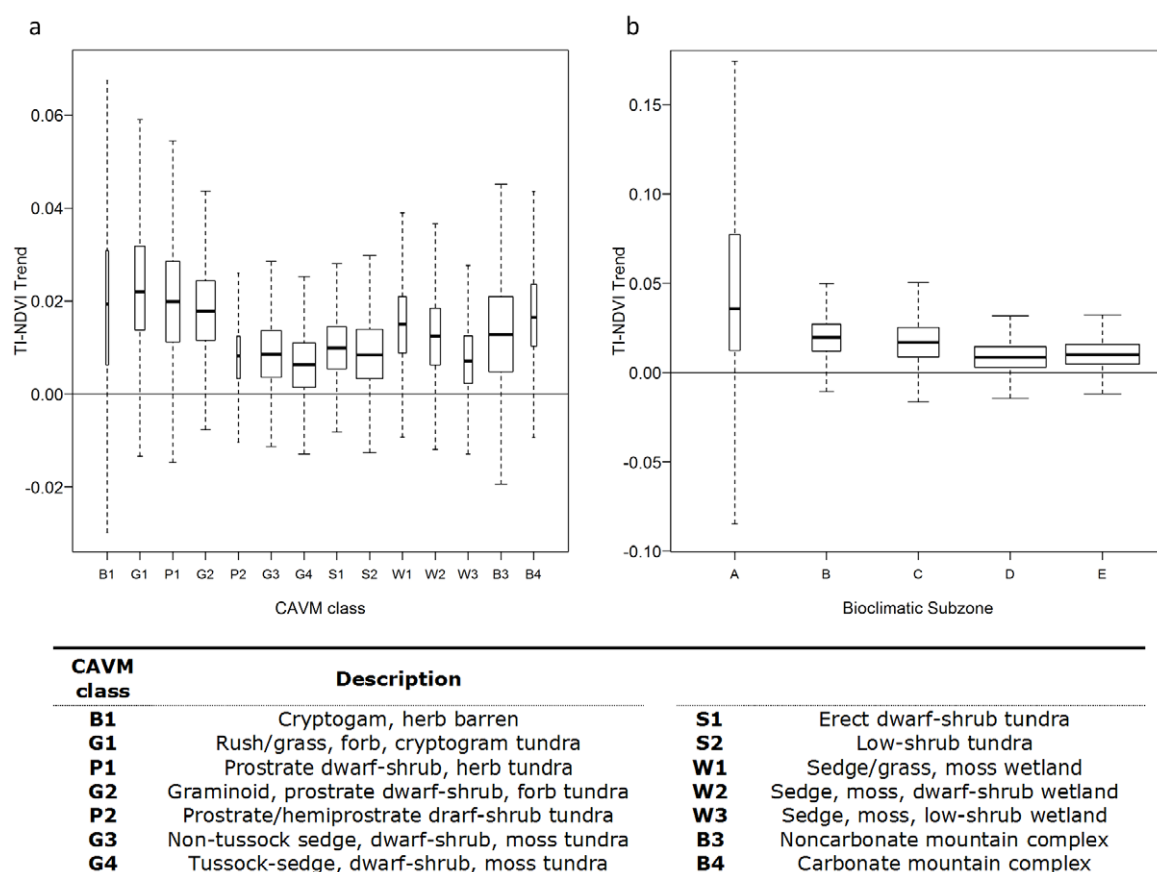 a
0.06
0.04
0.02
0.00
-0.02
TI-NDVI Trend
B1 G1 P1 G2 P2 G3 G4 S1 S2 W1 W2 W3 B3 B4
CAVM class
b
0.15
0.10
0.05
0.00
-0.05
-0.10
TI-NDVI Trend
A B C D E
Bioclimatic Subzone
CAVM
class
Description
B1 Cryptogam, herb barren
G1 Rush/grass, forb, cryptogram tundra
P1 Prostrate dwarf-shrub, herb tundra
G2 Graminoid, prostrate dwarf-shrub, forb tundra
P2 Prostrate/hemiprostrate drarf-shrub tundra
G3 Non-tussock sedge, dwarf-shrub, moss tundra
G4 Tussock-sedge, dwarf-shrub, moss tundra
S1 Erect dwarf-shrub tundra
S2 Low-shrub tundra
W1 Sedge/grass, moss wetland
W2 Sedge, moss, dwarf-shrub wetland
W3 Sedge, moss, low-shrub wetland
B3 Noncarbonate mountain complex
B4 Carbonate mountain complex